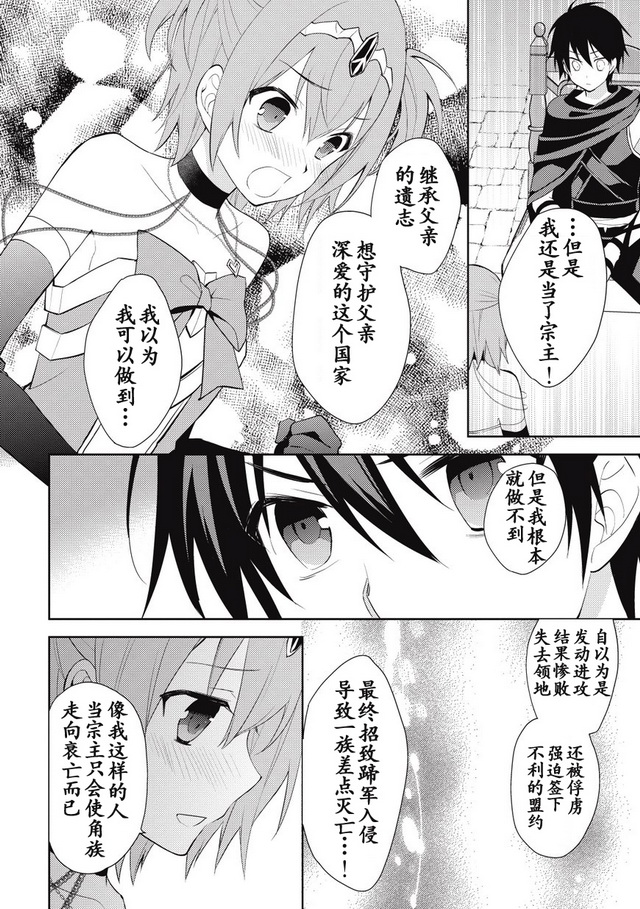 …但是
我还是当了宗主！
继承父亲
的遗志
想守护父亲
深爱的这个国家
我以为
我可以做到…
但是我根本
就做不到
自以为是
发动进攻
结果惨败
失去领地
还被俘虏
强迫签下
不利的盟约
最终招致蹄军入侵
导致一族差点灭亡…！
像我这样的人
当宗主只会使角族
走向衰亡而已